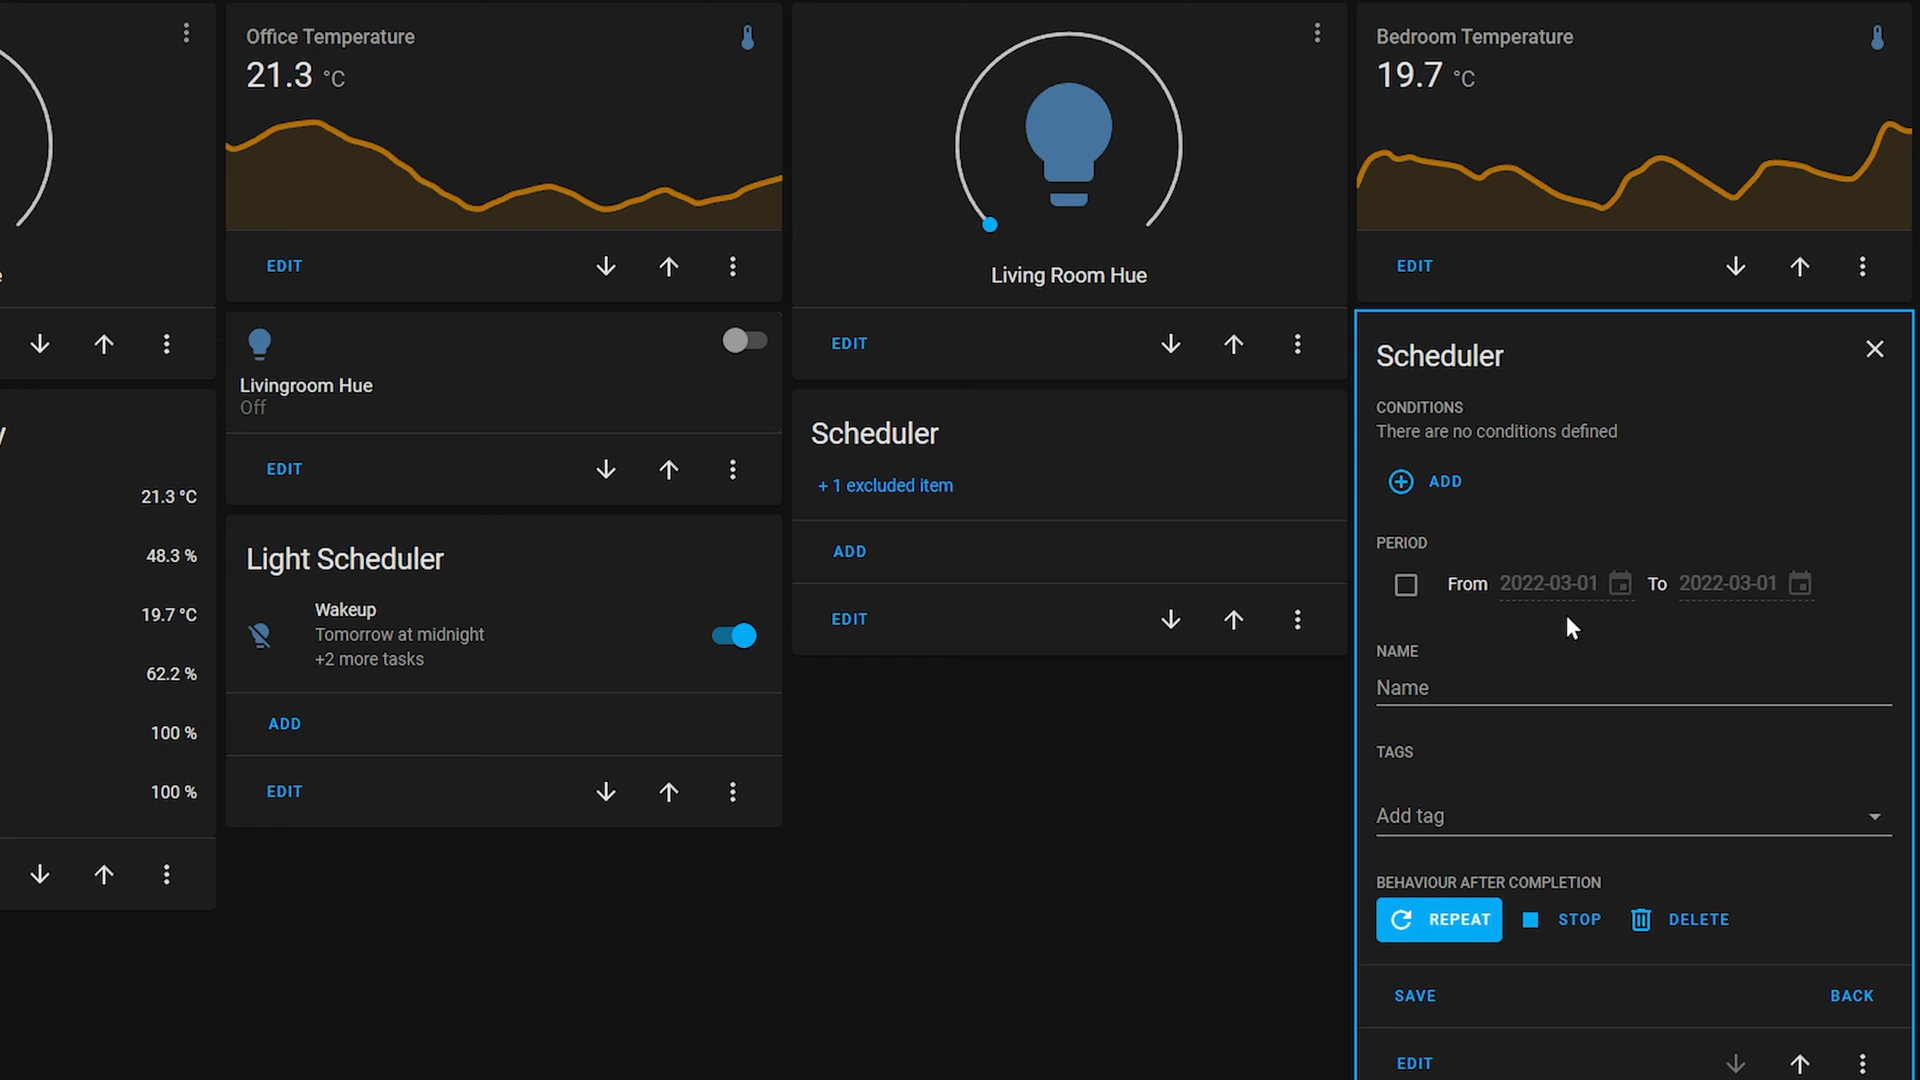 21.3 °C
48.3 %
19.7 °C
62.2 %
100 %
100 %
Office Temperature
21.3 °C
EDIT
Livingroom Hue
Off
EDIT
Light Scheduler
Wakeup
Tomorrow at midnight
+2 more tasks
ADD
EDIT
Living Room Hue
EDIT
Scheduler
+ 1 excluded item
ADD
EDIT
Bedroom Temperature
19.7 °C
EDIT
Scheduler
CONDITIONS
There are no conditions defined
ADD
PERIOD
From 2022-03-01 To 2022-03-01
NAME
Name
TAGS
Add tag
BEHAVIOUR AFTER COMPLETION
REPEAT STOP DELETE
SAVE BACK
EDIT